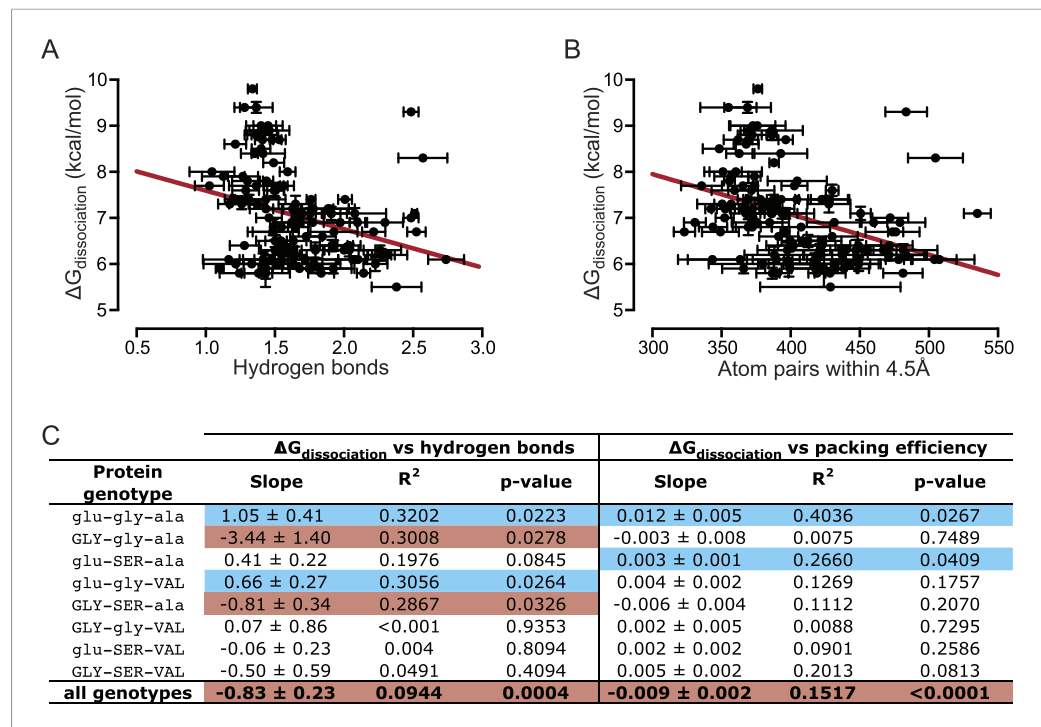 A
ΔGdissociation (kcal/mol)
10
9
8
7
6
5
0.5 1.0 1.5 2.0 2.5 3.0
Hydrogen bonds
B
ΔGdissociation (kcal/mol)
10
9
8
7
6
5
300 350 400 450 500 550
Atom pairs within 4.5Å
C
ΔGdissociation vs hydrogen bonds ΔGdissociation vs packing efficiency
Protein genotype Slope R² p-value Slope R² p-value
glu-gly-ala 1.05 ± 0.41 0.3202 0.0223 0.012 ± 0.005 0.4036 0.0267
GLY-gly-ala -3.44 ± 1.40 0.3008 0.0278 -0.003 ± 0.008 0.0075 0.7489
glu-SER-ala 0.41 ± 0.22 0.1976 0.0845 0.003 ± 0.001 0.2660 0.0409
glu-gly-VAL 0.66 ± 0.27 0.3056 0.0264 0.004 ± 0.002 0.1269 0.1757
GLY-SER-ala -0.81 ± 0.34 0.2867 0.0326 -0.006 ± 0.004 0.1112 0.2070
GLY-gly-VAL 0.07 ± 0.86 <0.001 0.9353 0.002 ± 0.005 0.0088 0.7295
glu-SER-VAL -0.06 ± 0.23 0.004 0.8094 0.002 ± 0.002 0.0901 0.2586
GLY-SER-VAL -0.50 ± 0.59 0.0491 0.4094 0.005 ± 0.002 0.2013 0.0813
all genotypes -0.83 ± 0.23 0.0944 0.0004 -0.009 ± 0.002 0.1517 <0.0001